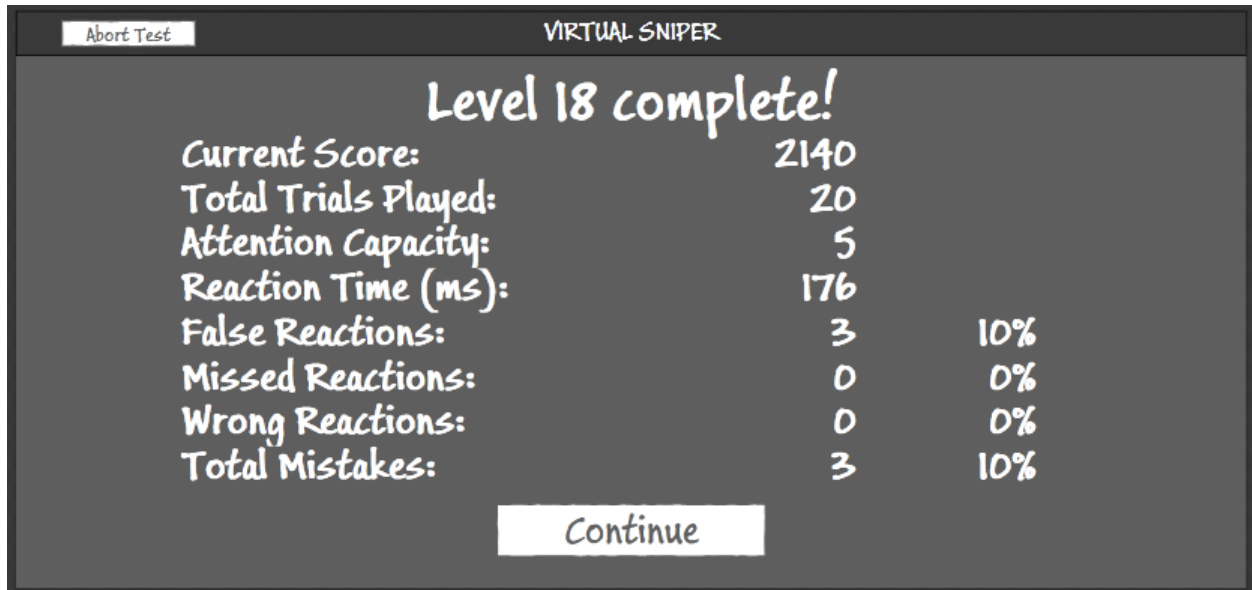 Abort Test
VIRTUAL SNIPER
Level 18 complete!
Current Score: 2140
Total Trials Played: 20
Attention Capacity: 5
Reaction Time (ms): 176
False Reactions: 3 10%
Missed Reactions: 0 0%
Wrong Reactions: 0 0%
Total Mistakes: 3 10%
Continue